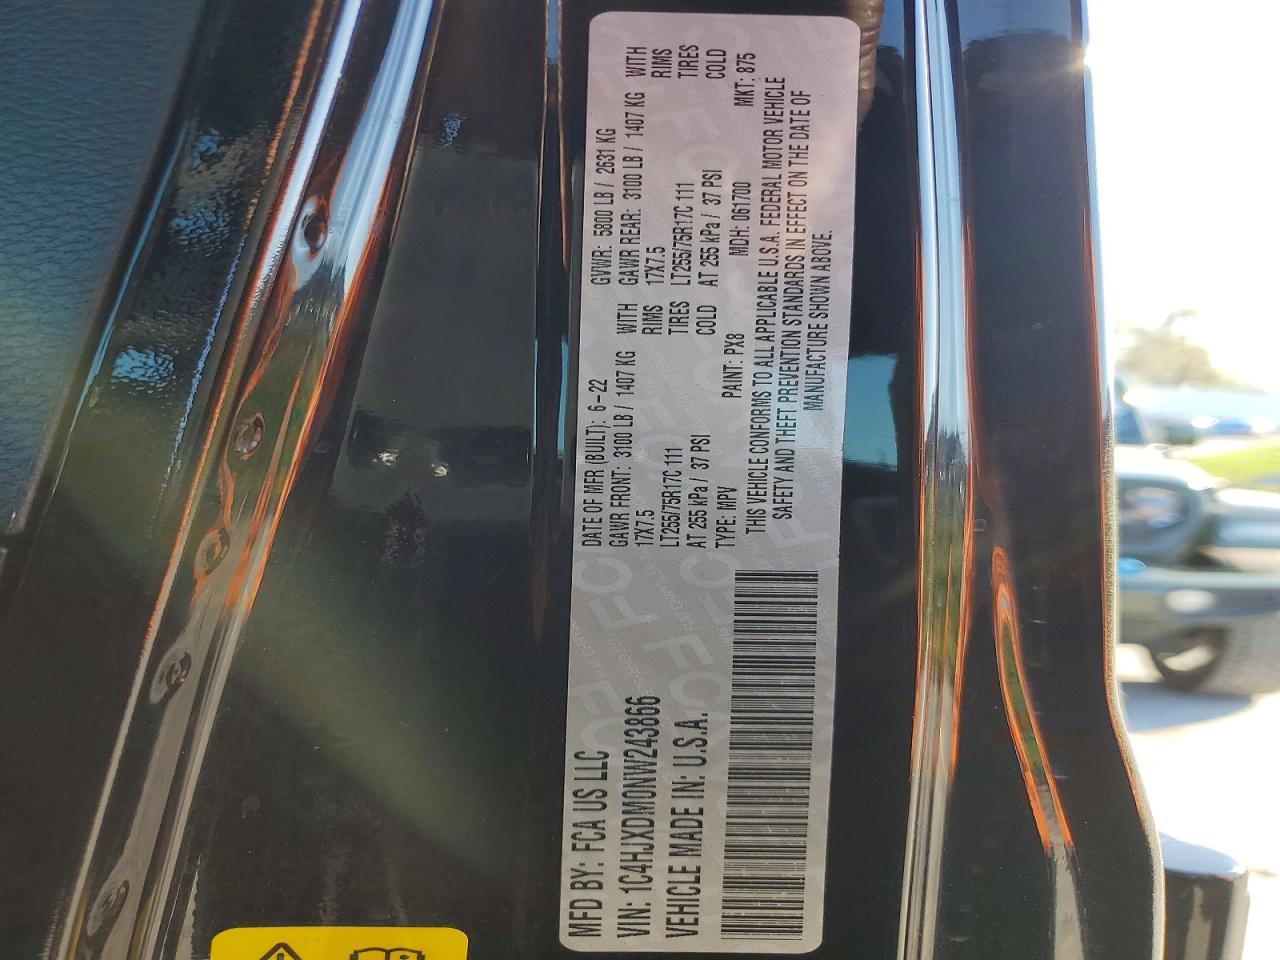 MFD BY: FCA US LLC
DATE OF MFR (BUILT): 6-22
GVWR: 5800 LB / 2631 KG
GAWR FRONT: 3100 LB / 1407 KG WITH
GAWR REAR: 3100 LB / 1407 KG WITH
17X7.5 RIMS
17X7.5 RIMS
LT255/75R17C 111 TIRES
LT255/75R17C 111 TIRES
AT 255 kPa / 37 PSI COLD
AT 255 kPa / 37 PSI COLD
VIN: 1C4HJXDM0NW243866
TYPE: MPV PAINT: PX8 MDH: 061700 MKT: 875
VEHICLE MADE IN: U.S.A.
THIS VEHICLE CONFORMS TO ALL APPLICABLE U.S.A. FEDERAL MOTOR VEHICLE
SAFETY AND THEFT PREVENTION STANDARDS IN EFFECT ON THE DATE OF
MANUFACTURE SHOWN ABOVE.